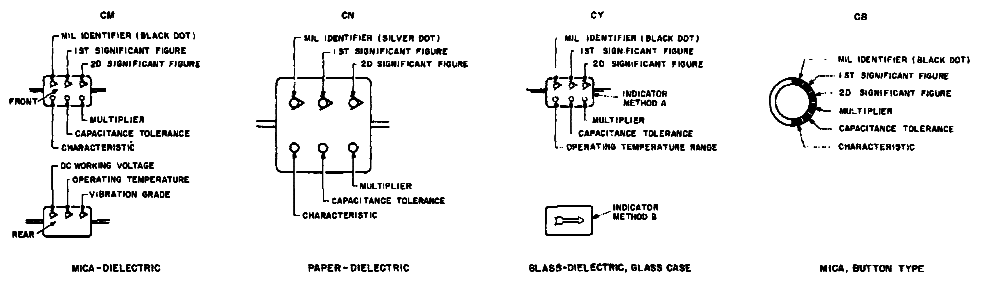 CM
MIL IDENTIFIER (BLACK DOT)
1ST SIGNIFICANT FIGURE
2D SIGNIFICANT FIGURE
FRONT
MULTIPLIER
CAPACITANCE TOLERANCE
CHARACTERISTIC
DC WORKING VOLTAGE
OPERATING TEMPERATURE
VIBRATION GRADE
REAR
MICA-DIELECTRIC
CN
MIL IDENTIFIER (SILVER DOT)
1ST SIGNIFICANT FIGURE
2D SIGNIFICANT FIGURE
MULTIPLIER
CAPACITANCE TOLERANCE
CHARACTERISTIC
PAPER-DIELECTRIC
CY
MIL IDENTIFIER (BLACK DOT)
1ST SIGNIFICANT FIGURE
2D SIGNIFICANT FIGURE
INDICATOR
METHOD A
MULTIPLIER
CAPACITANCE TOLERANCE
OPERATING TEMPERATURE RANGE
INDICATOR
METHOD B
GLASS-DIELECTRIC, GLASS CASE
CB
MIL IDENTIFIER (BLACK DOT)
1ST SIGNIFICANT FIGURE
2D SIGNIFICANT FIGURE
MULTIPLIER
CAPACITANCE TOLERANCE
CHARACTERISTIC
MICA, BUTTON TYPE